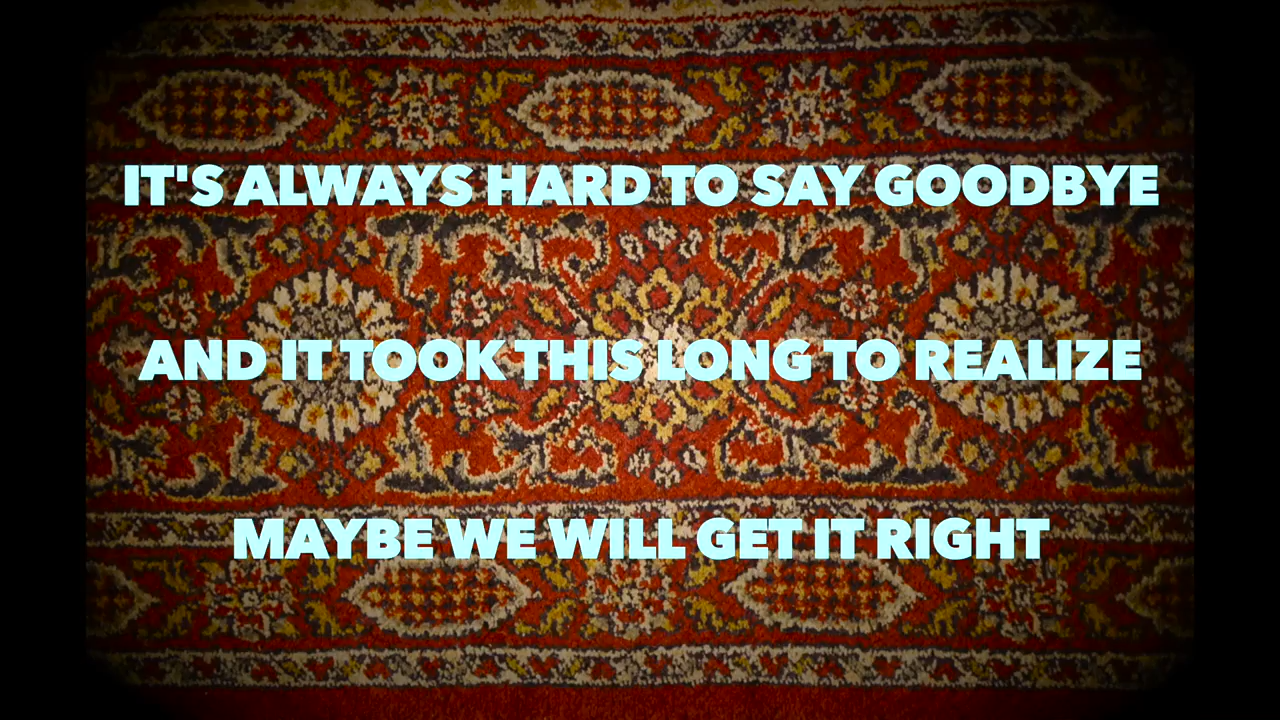 IT'S ALWAYS HARD TO SAY GOODBYE
AND IT TOOK THIS LONG TO REALIZE
MAYBE WE WILL GET IT RIGHT